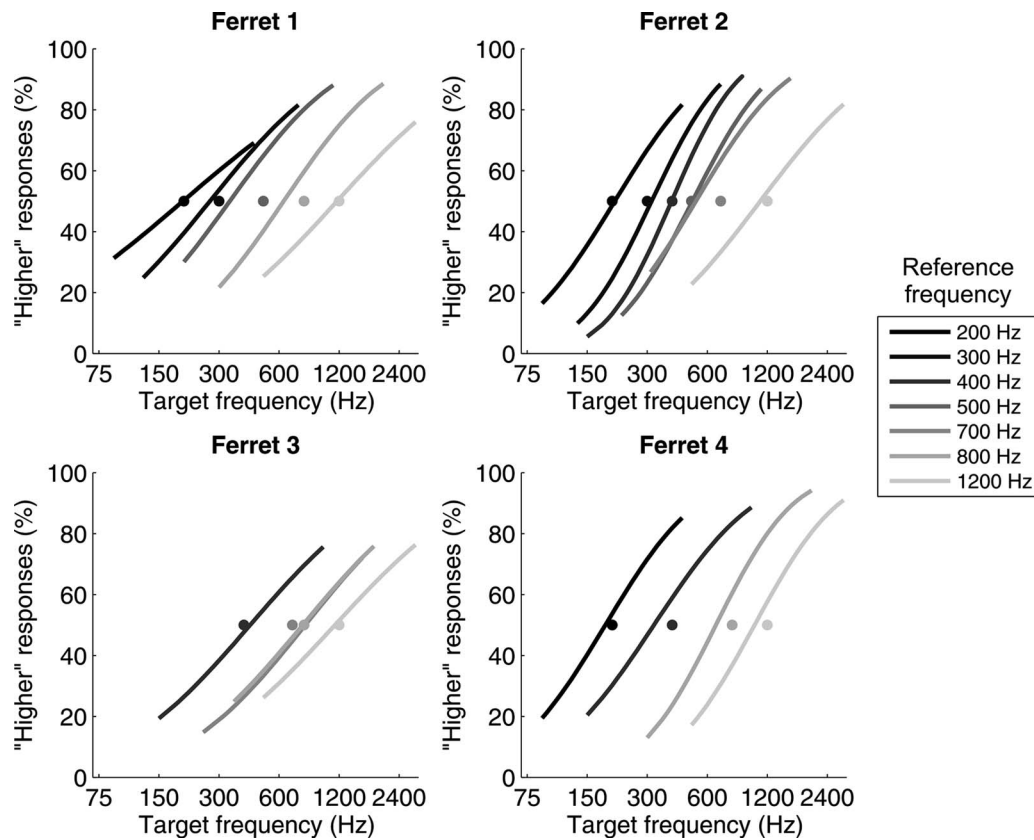 Ferret 1
100
80
60
40
20
0
"Higher" responses (%)
75 150 300 600 1200 2400
Target frequency (Hz)
Ferret 2
100
80
60
40
20
0
"Higher" responses (%)
75 150 300 600 1200 2400
Target frequency (Hz)
Ferret 3
100
80
60
40
20
0
"Higher" responses (%)
75 150 300 600 1200 2400
Target frequency (Hz)
Ferret 4
100
80
60
40
20
0
"Higher" responses (%)
75 150 300 600 1200 2400
Target frequency (Hz)
Reference
frequency
200 Hz
300 Hz
400 Hz
500 Hz
700 Hz
800 Hz
1200 Hz